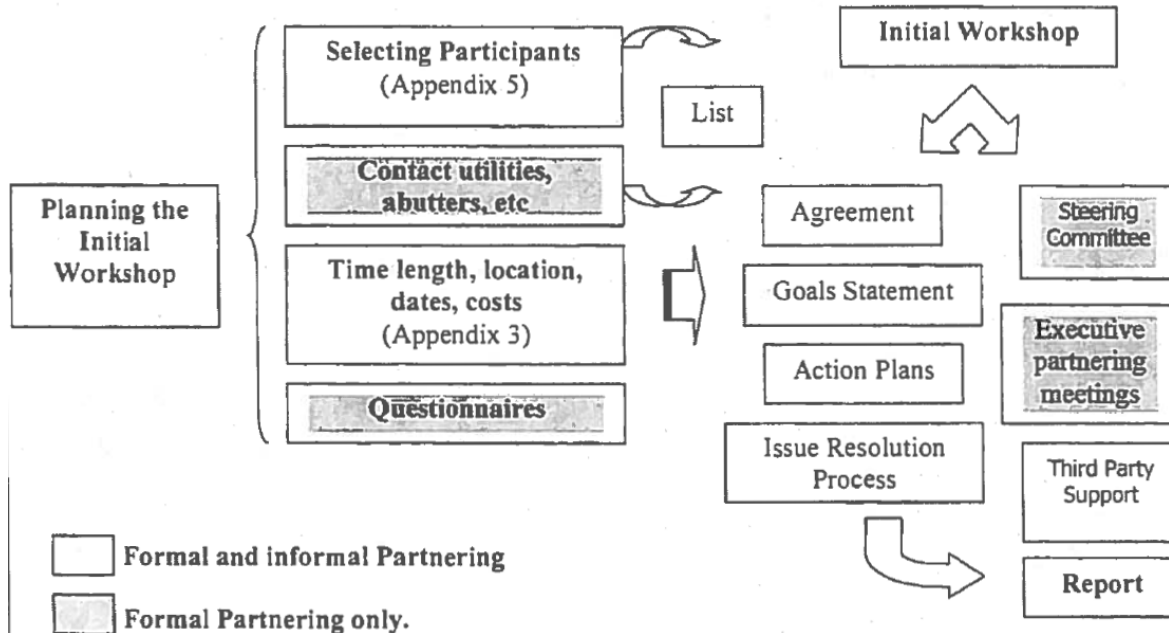 Planning the
Initial
Workshop
Selecting Participants
(Appendix 5)
Contact utilities,
abutters, etc
Time length, location,
dates, costs
(Appendix 3)
Questionnaires
List
Initial Workshop
Agreement
Goals Statement
Action Plans
Issue Resolution
Process
Steering
Committee
Executive
partnering
meetings
Third Party
Support
Report
Formal and informal Partnering
Formal Partnering only.